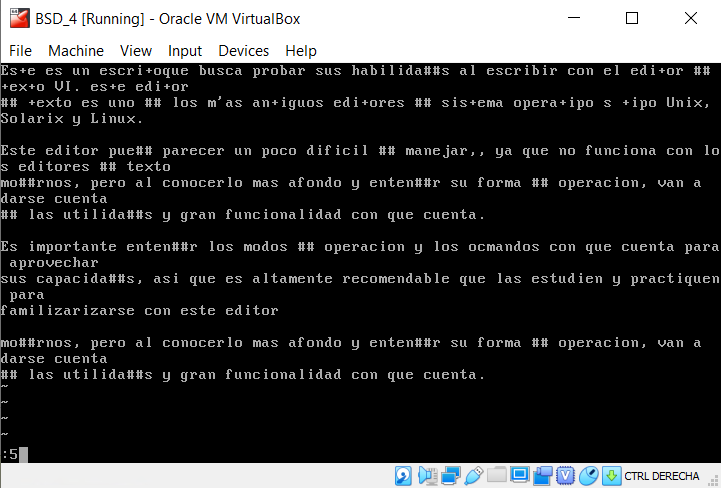 BSD_4 [Running] - Oracle VM VirtualBox
File Machine View Input Devices Help
Es+e es un escri+oque busca probar sus habilida##s al escribir con el edi+or ##
+ex+o VI. es+e edi+or
## +exto es uno ## los m'as an+iguos edi+ores ## sis+ema opera+ipo s +ipo Unix,
Solarix y Linux.
Este editor pue## parecer un poco dificil ## manejar,, ya que no funciona con lo
s editores ## texto
mo##rnos, pero al conocerlo mas afondo y enten##r su forma ## operacion, van a
darse cuenta
## las utilida##s y gran funcionalidad con que cuenta.
Es importante enten##r los modos ## operacion y los ocmandos con que cuenta para
aprovechar
sus capacida##s, asi que es altamente recomendable que las estudien y practiquen
para
familizarizarse con este editor
mo##rnos, pero al conocerlo mas afondo y enten##r su forma ## operacion, van a
darse cuenta
## las utilida##s y gran funcionalidad con que cuenta.
~
~
~
~
:5
CTRL DERECHA